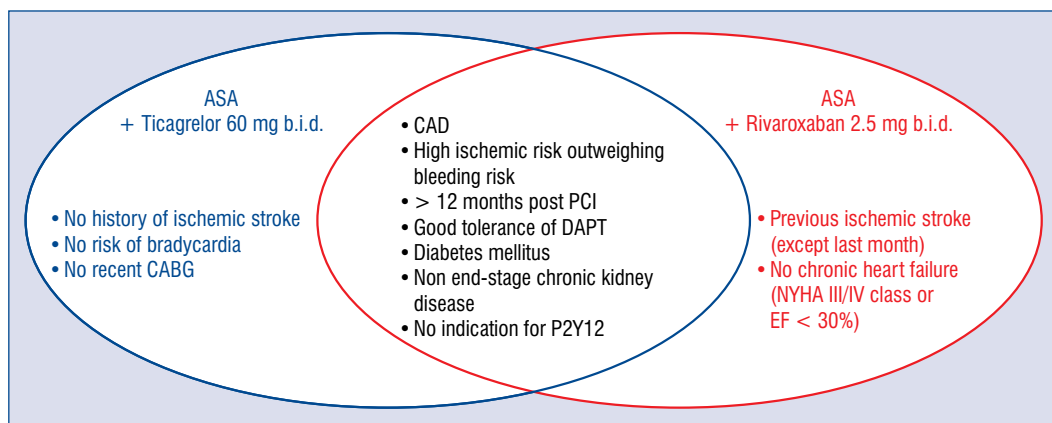 ASA
+ Ticagrelor 60 mg b.i.d.
• No history of ischemic stroke
• No risk of bradycardia
• No recent CABG
• CAD
• High ischemic risk outweighing
bleeding risk
• > 12 months post PCI
• Good tolerance of DAPT
• Diabetes mellitus
• Non end-stage chronic kidney
disease
• No indication for P2Y12
ASA
+ Rivaroxaban 2.5 mg b.i.d.
• Previous ischemic stroke
(except last month)
• No chronic heart failure
(NYHA III/IV class or
EF < 30%)